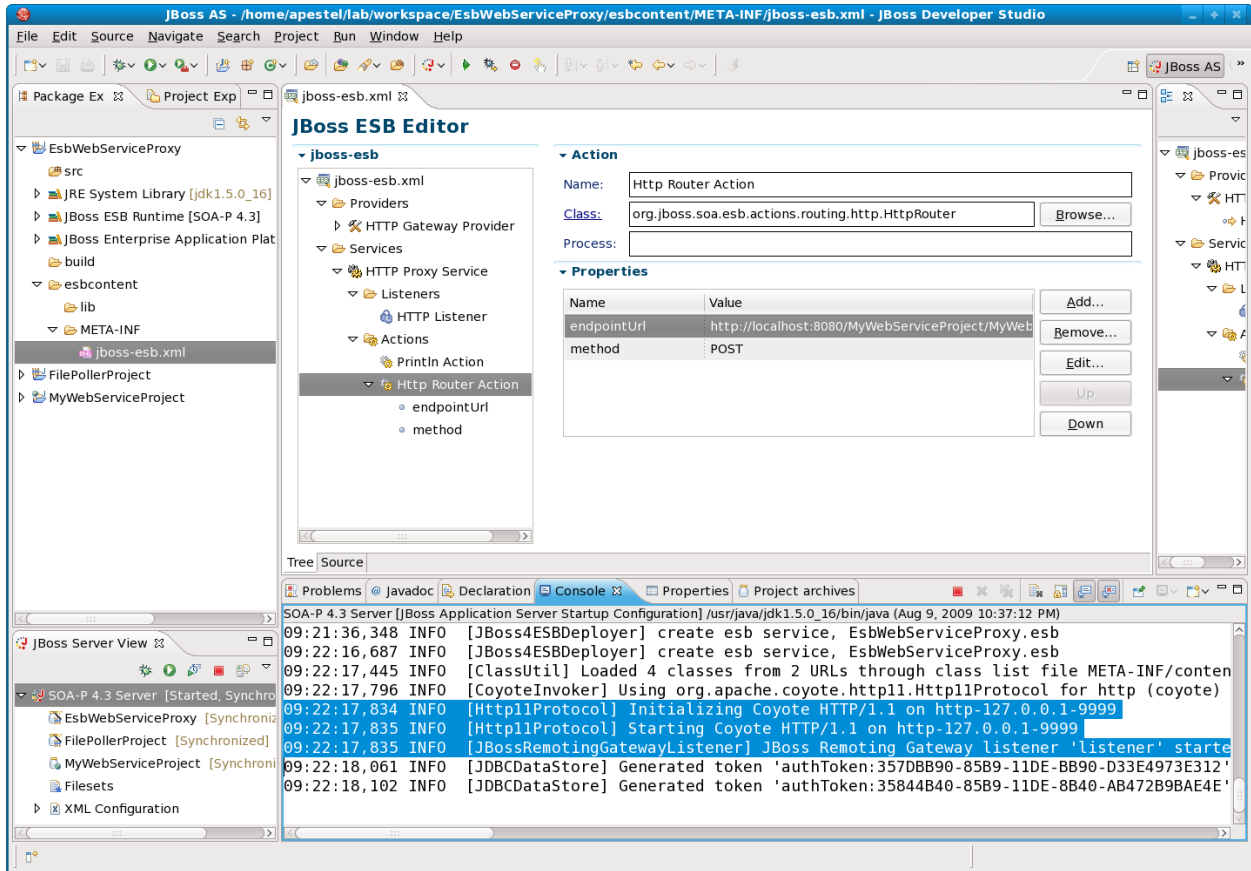 JBoss AS - /home/apestel/lab/workspace/EsbWebServiceProxy/esbcontent/META-INF/jboss-esb.xml - JBoss Developer Studio
File Edit Source Navigate Search Project Run Window Help
JBoss AS
Package Ex
Project Exp
EsbWebServiceProxy
src
JRE System Library [jdk1.5.0_16]
JBoss ESB Runtime [SOA-P 4.3]
JBoss Enterprise Application Plat
build
esbcontent
lib
META-INF
jboss-esb.xml
FilePollerProject
MyWebServiceProject
jboss-esb.xml
JBoss ESB Editor
jboss-esb
jboss-esb.xml
Providers
HTTP Gateway Provider
Services
HTTP Proxy Service
Listeners
HTTP Listener
Actions
Println Action
Http Router Action
endpointUrl
method
Action
Name: Http Router Action
Class: org.jboss.soa.esb.actions.routing.http.HttpRouter Browse...
Process:
Properties
Name Value
endpointUrl http://localhost:8080/MyWebServiceProject/MyWeb
method POST
Add...
Remove...
Edit...
Up
Down
Tree Source
jboss-es
Provic
HTT
Servic
HTT
L
A
JBoss Server View
SOA-P 4.3 Server [Started, Synchro
EsbWebServiceProxy [Synchroniz
FilePollerProject [Synchronized]
MyWebServiceProject [Synchroni
Filesets
XML Configuration
Problems @ Javadoc Declaration Console Properties Project archives
SOA-P 4.3 Server [JBoss Application Server Startup Configuration] /usr/java/jdk1.5.0_16/bin/java (Aug 9, 2009 10:37:12 PM)
09:21:36,348 INFO [JBoss4ESBDeployer] create esb service, EsbWebServiceProxy.esb
09:22:16,687 INFO [JBoss4ESBDeployer] create esb service, EsbWebServiceProxy.esb
09:22:17,445 INFO [ClassUtil] Loaded 4 classes from 2 URLs through class list file META-INF/conten
09:22:17,796 INFO [CoyoteInvoker] Using org.apache.coyote.http11.Http11Protocol for http (coyote)
09:22:17,834 INFO [Http11Protocol] Initializing Coyote HTTP/1.1 on http-127.0.0.1-9999
09:22:17,835 INFO [Http11Protocol] Starting Coyote HTTP/1.1 on http-127.0.0.1-9999
09:22:17,835 INFO [JBossRemotingGatewayListener] JBoss Remoting Gateway listener 'listener' starte
09:22:18,061 INFO [JDBCDataStore] Generated token 'authToken:357DBB90-85B9-11DE-BB90-D33E4973E312'
09:22:18,102 INFO [JDBCDataStore] Generated token 'authToken:35844B40-85B9-11DE-8B40-AB472B9BAE4E'